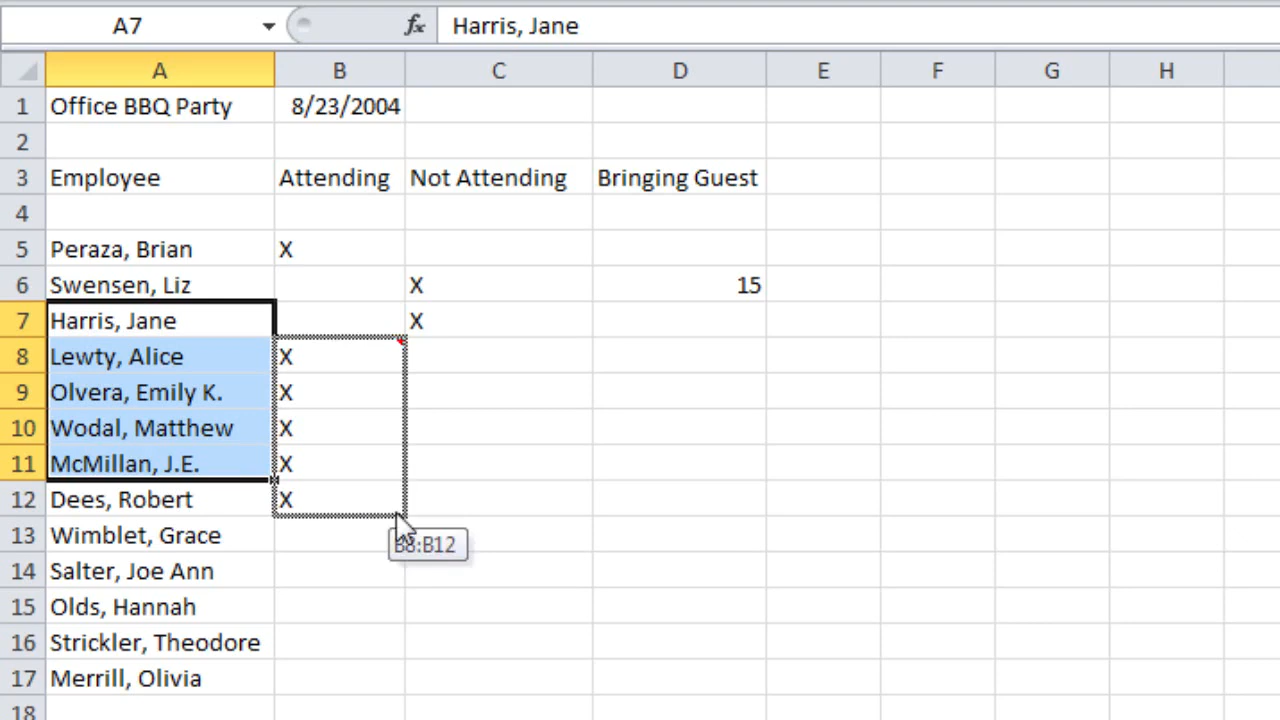 A7 fx Harris, Jane
A B C D E F G H
1 Office BBQ Party 8/23/2004
2
3 Employee Attending Not Attending Bringing Guest
4
5 Peraza, Brian X
6 Swensen, Liz X 15
7 Harris, Jane X
8 Lewty, Alice X
9 Olvera, Emily K. X
10 Wodal, Matthew X
11 McMillan, J.E. X
12 Dees, Robert X
13 Wimblet, Grace
B8:B12
14 Salter, Joe Ann
15 Olds, Hannah
16 Strickler, Theodore
17 Merrill, Olivia
18